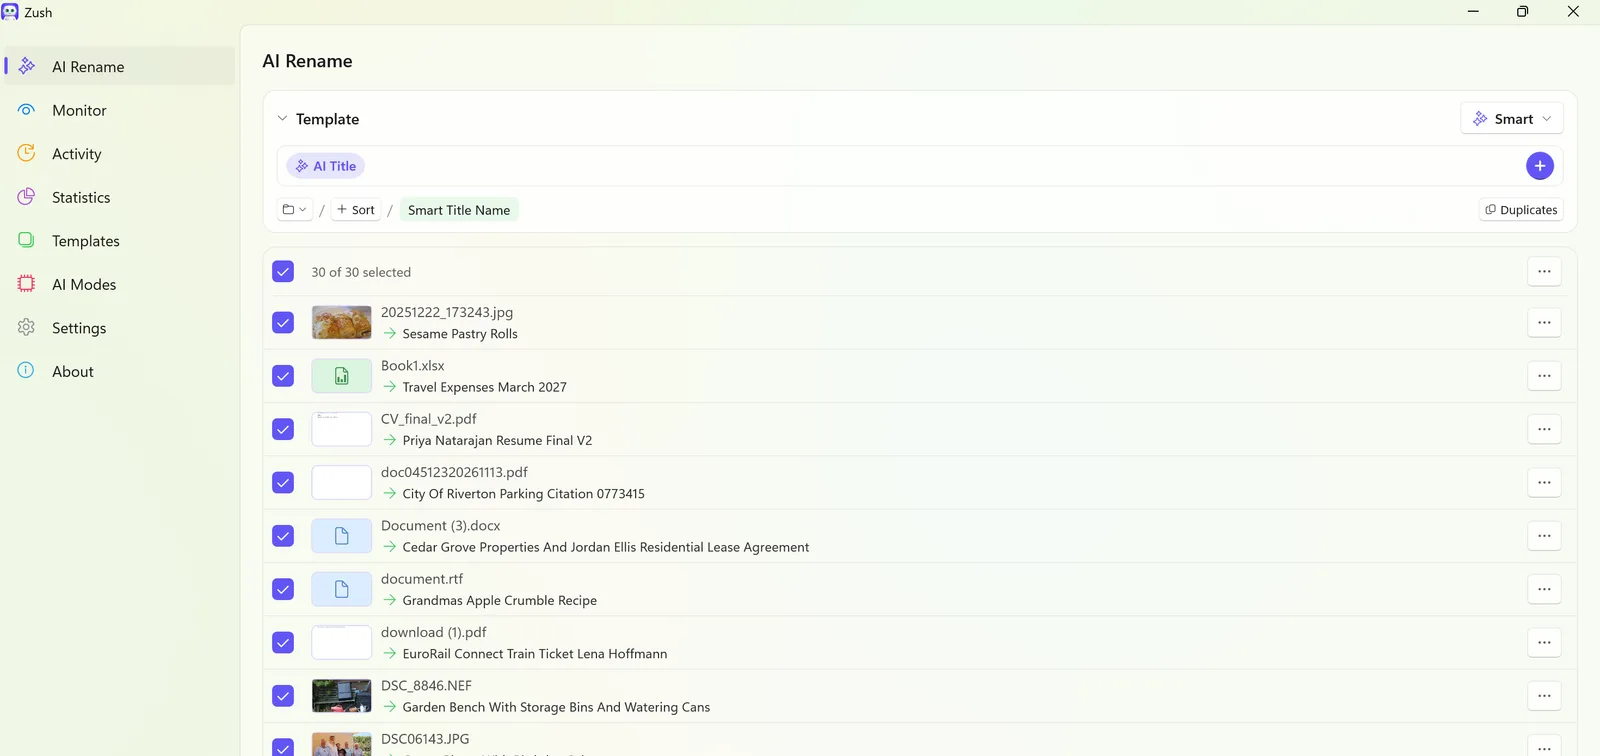 Zush
AI Rename
Monitor
Activity
Statistics
Templates
AI Modes
Settings
About
AI Rename
Template
Smart
AI Title
/ + Sort / Smart Title Name
Duplicates
30 of 30 selected
20251222_173243.jpg
→ Sesame Pastry Rolls
Book1.xlsx
→ Travel Expenses March 2027
CV_final_v2.pdf
→ Priya Natarajan Resume Final V2
doc04512320261113.pdf
→ City Of Riverton Parking Citation 0773415
Document (3).docx
→ Cedar Grove Properties And Jordan Ellis Residential Lease Agreement
document.rtf
→ Grandmas Apple Crumble Recipe
download (1).pdf
→ EuroRail Connect Train Ticket Lena Hoffmann
DSC_8846.NEF
→ Garden Bench With Storage Bins And Watering Cans
DSC06143.JPG